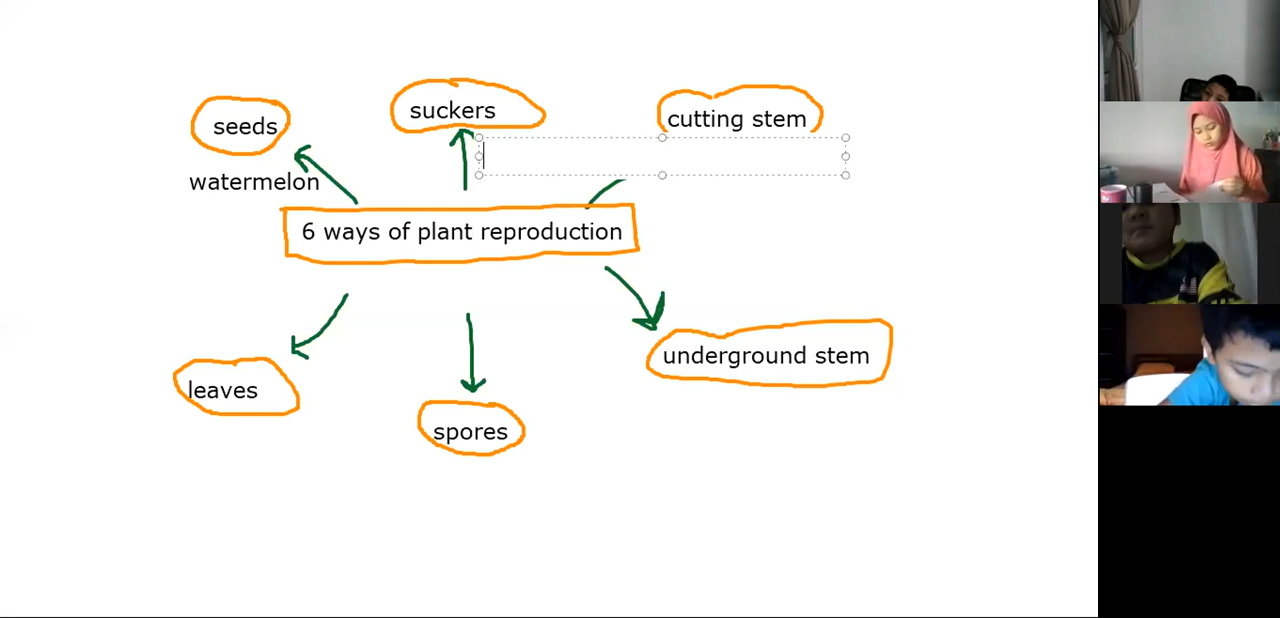 suckers
cutting stem
seeds
watermelon
6 ways of plant reproduction
underground stem
leaves
spores